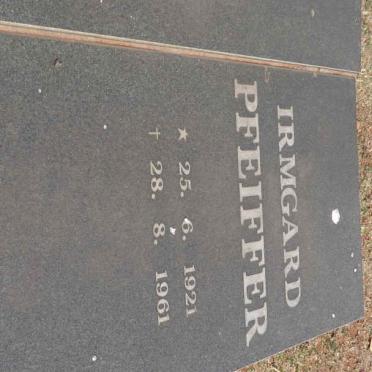 IRMGARD
PFEIFFER
★ 25. 6. 1921
† 28. 8. 1961